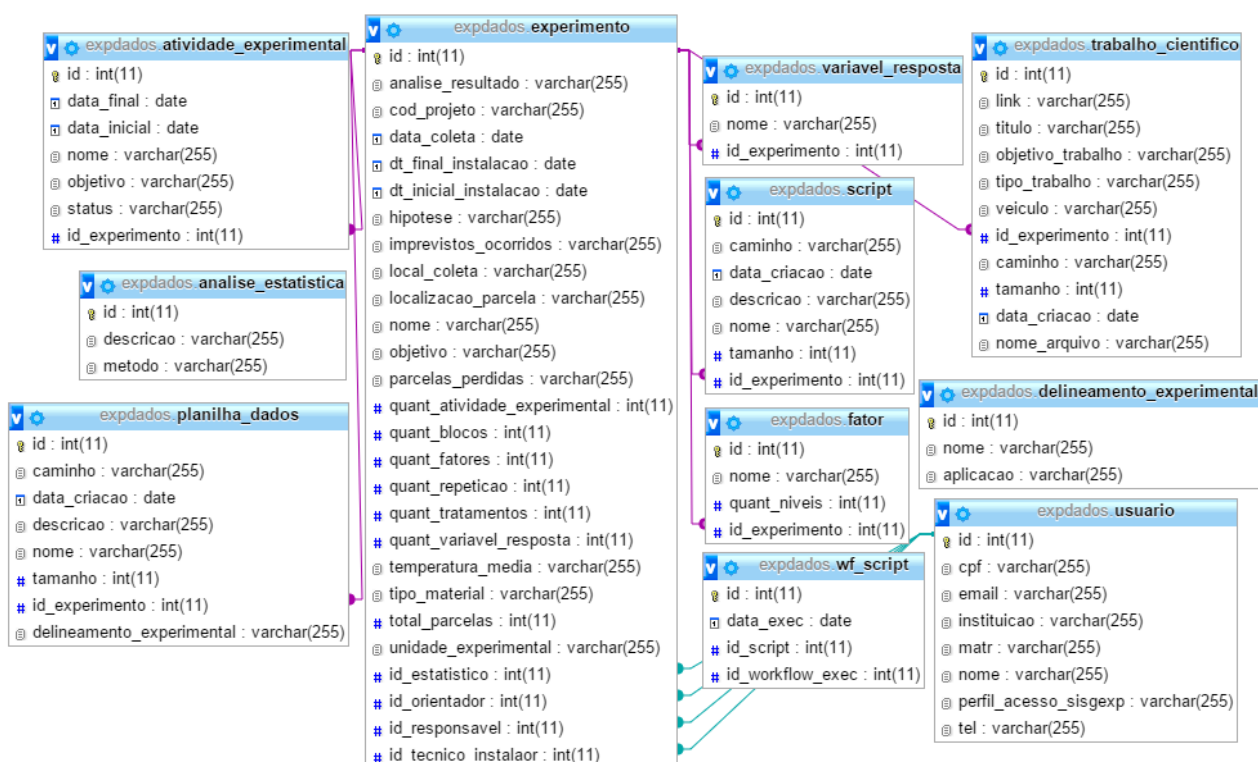 expdados.atividade_experimental
id : int(11)
data_final : date
data_inicial : date
nome : varchar(255)
objetivo : varchar(255)
status : varchar(255)
# id_experimento : int(11)
expdados.analise_estatistica
id : int(11)
descricao : varchar(255)
metodo : varchar(255)
expdados.planilha_dados
id : int(11)
caminho : varchar(255)
data_criacao : date
descricao : varchar(255)
nome : varchar(255)
# tamanho : int(11)
# id_experimento : int(11)
delineamento_experimental : varchar(255)
expdados.experimento
id : int(11)
analise_resultado : varchar(255)
cod_projeto : varchar(255)
data_coleta : date
dt_final_instalacao : date
dt_inicial_instalacao : date
hipotese : varchar(255)
imprevistos_ocorridos : varchar(255)
local_coleta : varchar(255)
localizacao_parcela : varchar(255)
nome : varchar(255)
objetivo : varchar(255)
parcelas_perdidas : varchar(255)
# quant_atividade_experimental : int(11)
# quant_blocos : int(11)
# quant_fatores : int(11)
# quant_repeticao : int(11)
# quant_tratamentos : int(11)
# quant_variavel_resposta : int(11)
temperatura_media : varchar(255)
tipo_material : varchar(255)
# total_parcelas : int(11)
unidade_experimental : varchar(255)
# id_estatistico : int(11)
# id_orientador : int(11)
# id_responsavel : int(11)
# id_tecnico_instalaor : int(11)
expdados.variavel_resposta
id : int(11)
nome : varchar(255)
# id_experimento : int(11)
expdados.script
id : int(11)
caminho : varchar(255)
data_criacao : date
descricao : varchar(255)
nome : varchar(255)
# tamanho : int(11)
# id_experimento : int(11)
expdados.fator
id : int(11)
nome : varchar(255)
# quant_niveis : int(11)
# id_experimento : int(11)
expdados.wf_script
id : int(11)
data_exec : date
# id_script : int(11)
# id_workflow_exec : int(11)
expdados.trabalho_cientifico
id : int(11)
link : varchar(255)
titulo : varchar(255)
objetivo_trabalho : varchar(255)
tipo_trabalho : varchar(255)
veiculo : varchar(255)
# id_experimento : int(11)
caminho : varchar(255)
# tamanho : int(11)
data_criacao : date
nome_arquivo : varchar(255)
expdados.delineamento_experimental
id : int(11)
nome : varchar(255)
aplicacao : varchar(255)
expdados.usuario
id : int(11)
cpf : varchar(255)
email : varchar(255)
instituicao : varchar(255)
matr : varchar(255)
nome : varchar(255)
perfil_acesso_sisgexp : varchar(255)
tel : varchar(255)